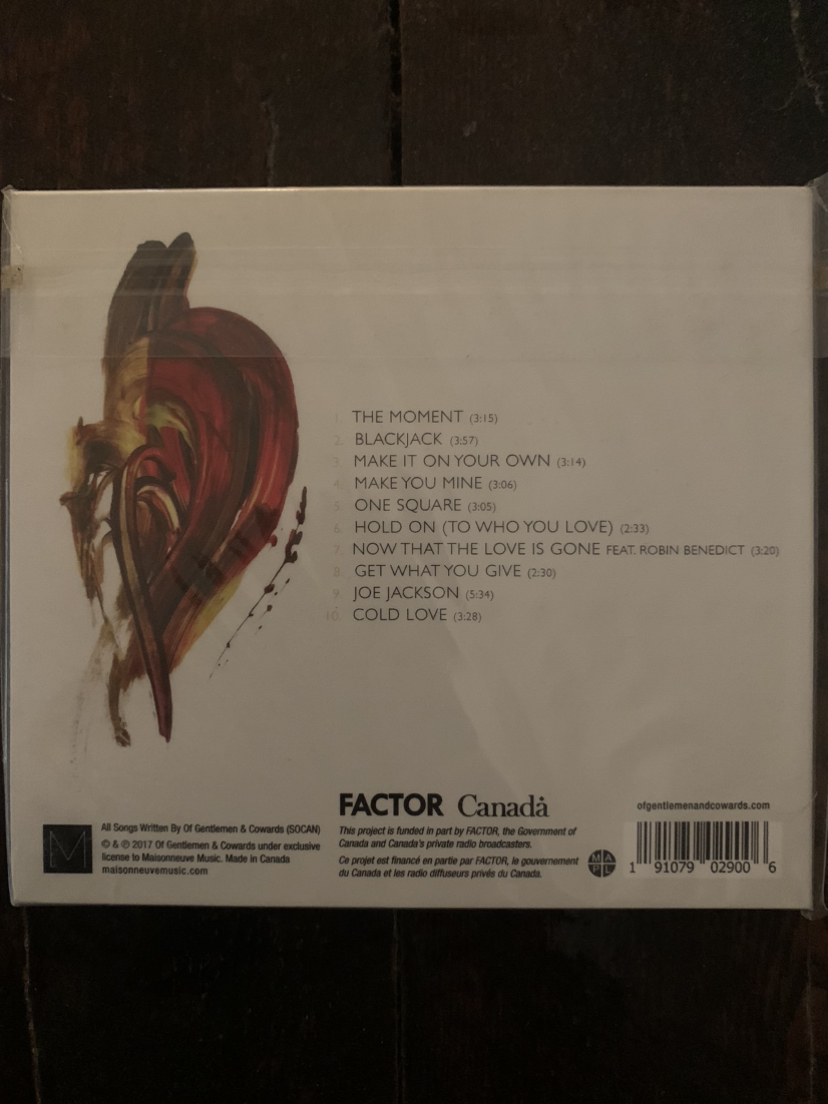 1. THE MOMENT (3:15)
2. BLACKJACK (3:57)
3. MAKE IT ON YOUR OWN (3:14)
4. MAKE YOU MINE (3:06)
5. ONE SQUARE (3:05)
6. HOLD ON (TO WHO YOU LOVE) (2:33)
7. NOW THAT THE LOVE IS GONE FEAT. ROBIN BENEDICT (3:20)
8. GET WHAT YOU GIVE (2:30)
9. JOE JACKSON (5:34)
10. COLD LOVE (3:28)
M
All Songs Written By Of Gentlemen & Cowards (SOCAN)
© & ℗ 2017 Of Gentlemen & Cowards under exclusive
license to Maisonneuve Music. Made in Canada
maisonneuvemusic.com
FACTOR Canada
This project is funded in part by FACTOR, the Government of
Canada and Canada's private radio broadcasters.
Ce projet est financé en partie par FACTOR, le gouvernement
du Canada et les radio diffuseurs privés du Canada.
MAPL
ofgentlemenandcowards.com
1 91079 02900 6